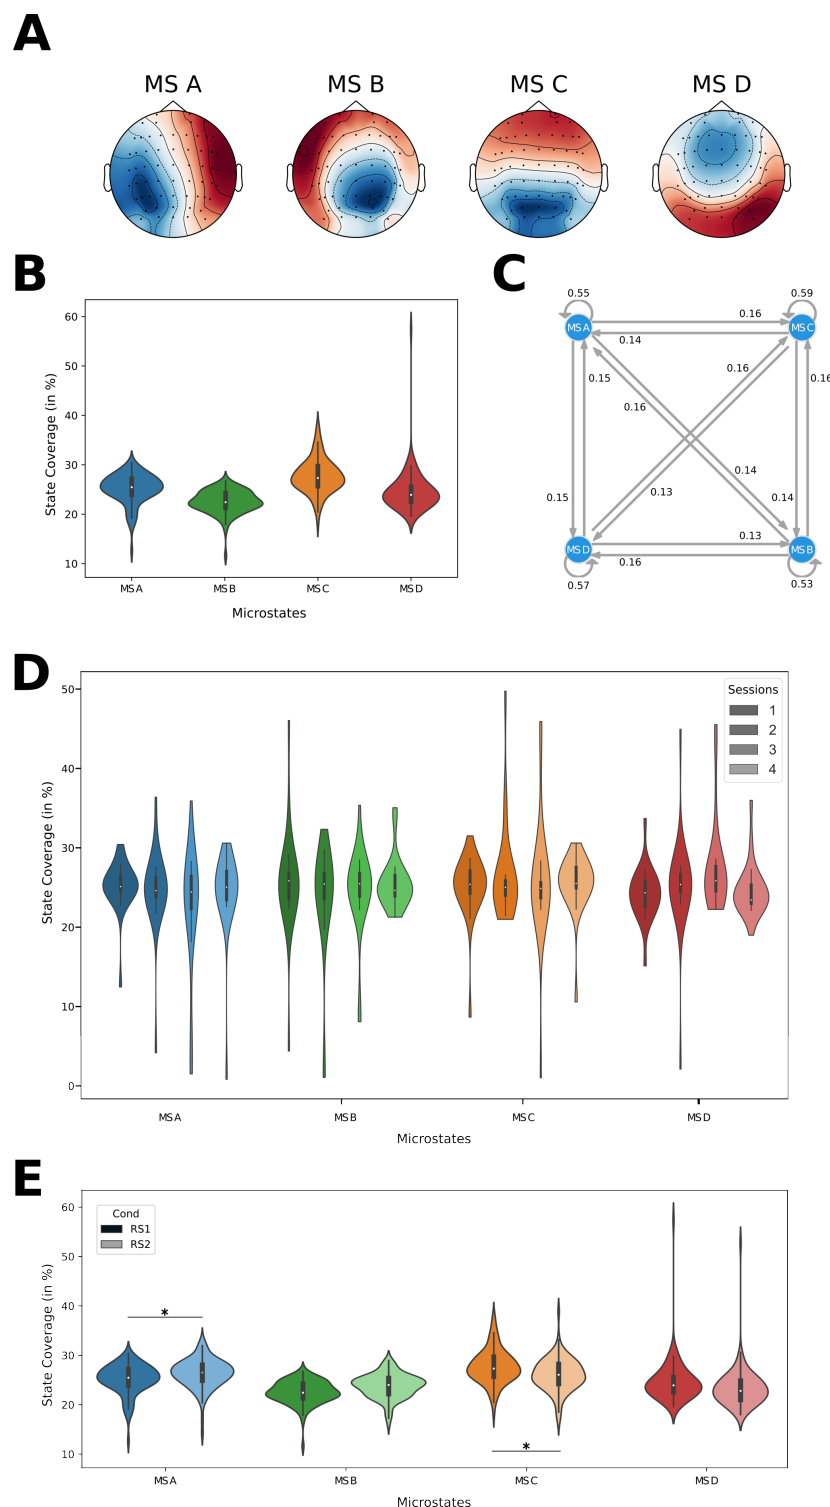 A
MS A MS B MS C MS D
B
60
50
40
30
20
10
State Coverage (in %)
MSA MSB MSC MSD
Microstates
C
0.55 0.59
MSA MSC
0.16
0.14
0.15 0.16 0.16
0.16
0.14
0.15 0.13 0.14
MSD MSB
0.13
0.16
0.57 0.53
D
50
40
30
20
10
0
State Coverage (in %)
Sessions
1
2
3
4
MSA MSB MSC MSD
Microstates
E
60
50
40
30
20
10
State Coverage (in %)
Cond
RS1
RS2
*
*
MSA MSB MSC MSD
Microstates